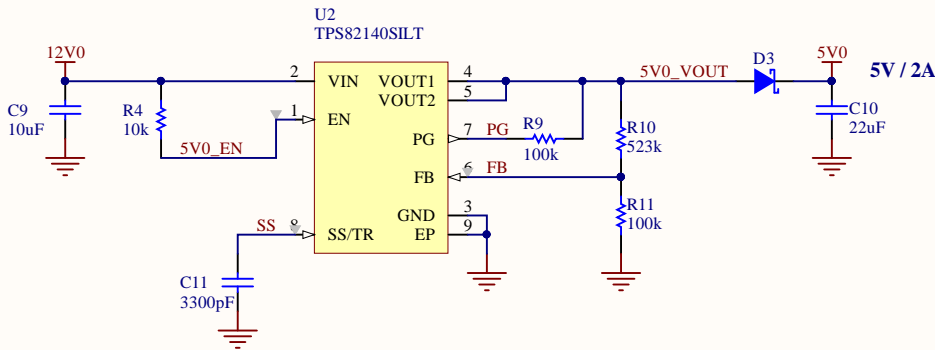 U2
TPS82140SILT
12V0
5V0
5V / 2A
D3
2 VIN VOUT1 4
5V0_VOUT
VOUT2 5
C9
10uF
R4
10k
1 EN
C10
22uF
PG 7 PG R9
100k
R10
523k
5V0_EN
FB 6 FB
R11
100k
GND 3
SS 8 SS/TR EP 9
C11
3300pF